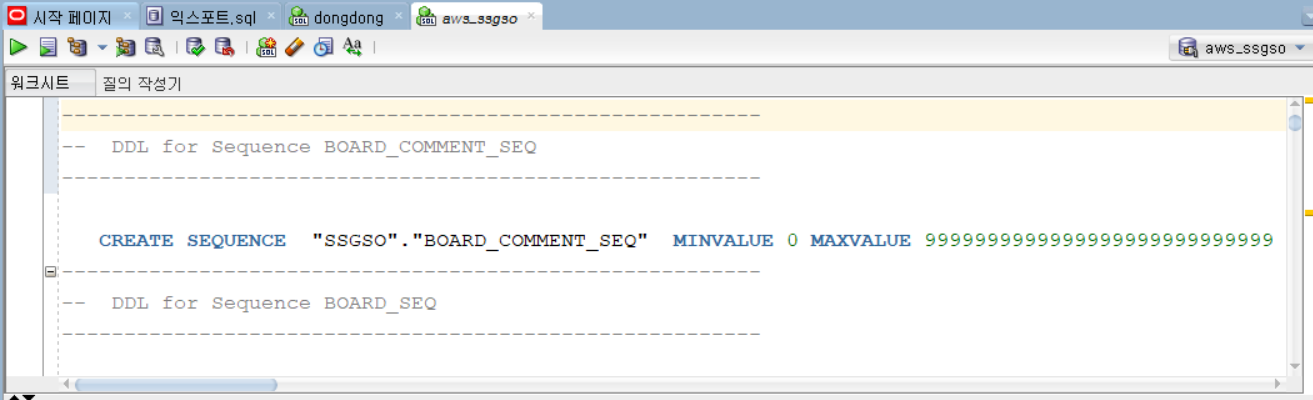 시작 페이지 익스포트.sql dongdong aws_ssgso
aws_ssgso
워크시트 질의 작성기
--------------------------------------------------------
-- DDL for Sequence BOARD_COMMENT_SEQ
--------------------------------------------------------
CREATE SEQUENCE "SSGSO"."BOARD_COMMENT_SEQ" MINVALUE 0 MAXVALUE 9999999999999999999999999999
--------------------------------------------------------
-- DDL for Sequence BOARD_SEQ
--------------------------------------------------------